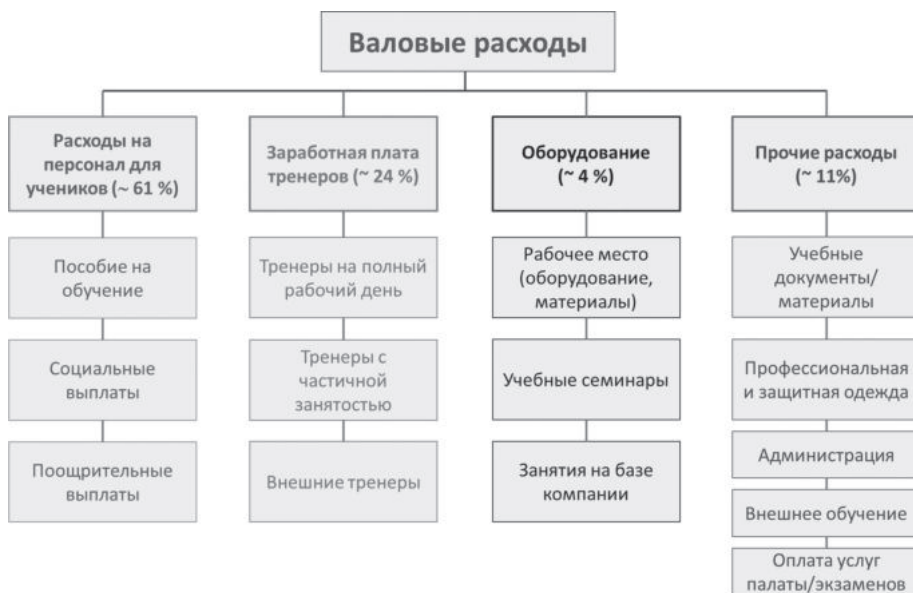 Валовые расходы
Расходы на
персонал для
учеников (~ 61 %)
Пособие на
обучение
Социальные
выплаты
Поощрительные
выплаты
Заработная плата
тренеров (~ 24 %)
Тренеры на полный
рабочий день
Тренеры с
частичной
занятостью
Внешние тренеры
Оборудование
(~ 4 %)
Рабочее место
(оборудование,
материалы)
Учебные семинары
Занятия на базе
компании
Прочие расходы
(~ 11%)
Учебные
документы/
материалы
Профессиональная
и защитная одежда
Администрация
Внешнее обучение
Оплата услуг
палаты/экзаменов